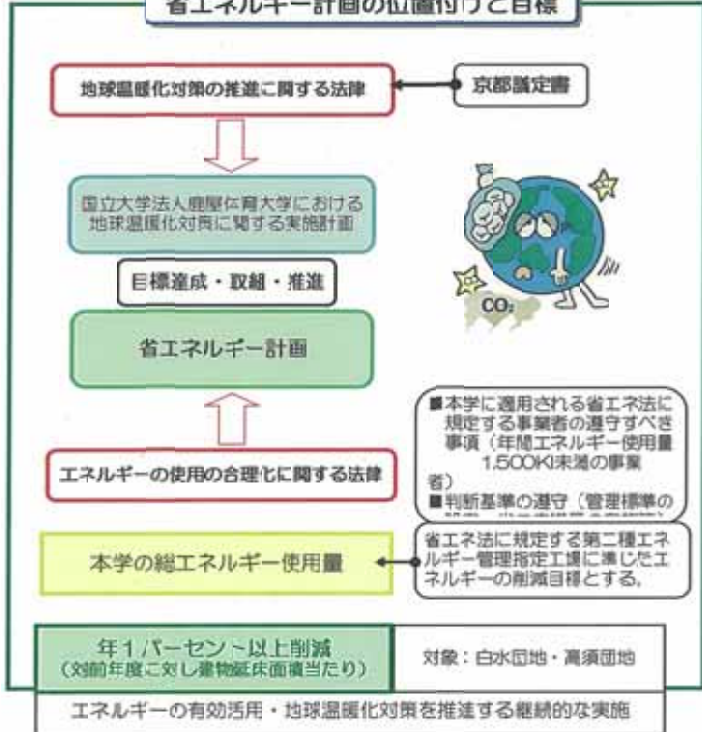 省エネルギー計画の位置付けと目標
地球温暖化対策の推進に関する法律
京都議定書
国立大学法人鹿屋体育大学における
地球温暖化対策に関する実施計画
目標達成・取組・推進
省エネルギー計画
CO₂
エネルギーの使用の合理化に関する法律
■本学に適用される省エネ法に
規定する事業者の遵守すべき
事項(年間エネルギー使用量
1,500Kl未満の事業
者)
■判断基準の遵守(管理標準の
本学の総エネルギー使用量
省エネ法に規定する第二種エネ
ルギー管理指定工場に準じたエ
ネルギーの削減目標とする。
年1パーセント以上削減
(対前年度に対し建物延床面積当たり)
対象:白水団地・高須団地
エネルギーの有効活用・地球温暖化対策を推進する継続的な実施